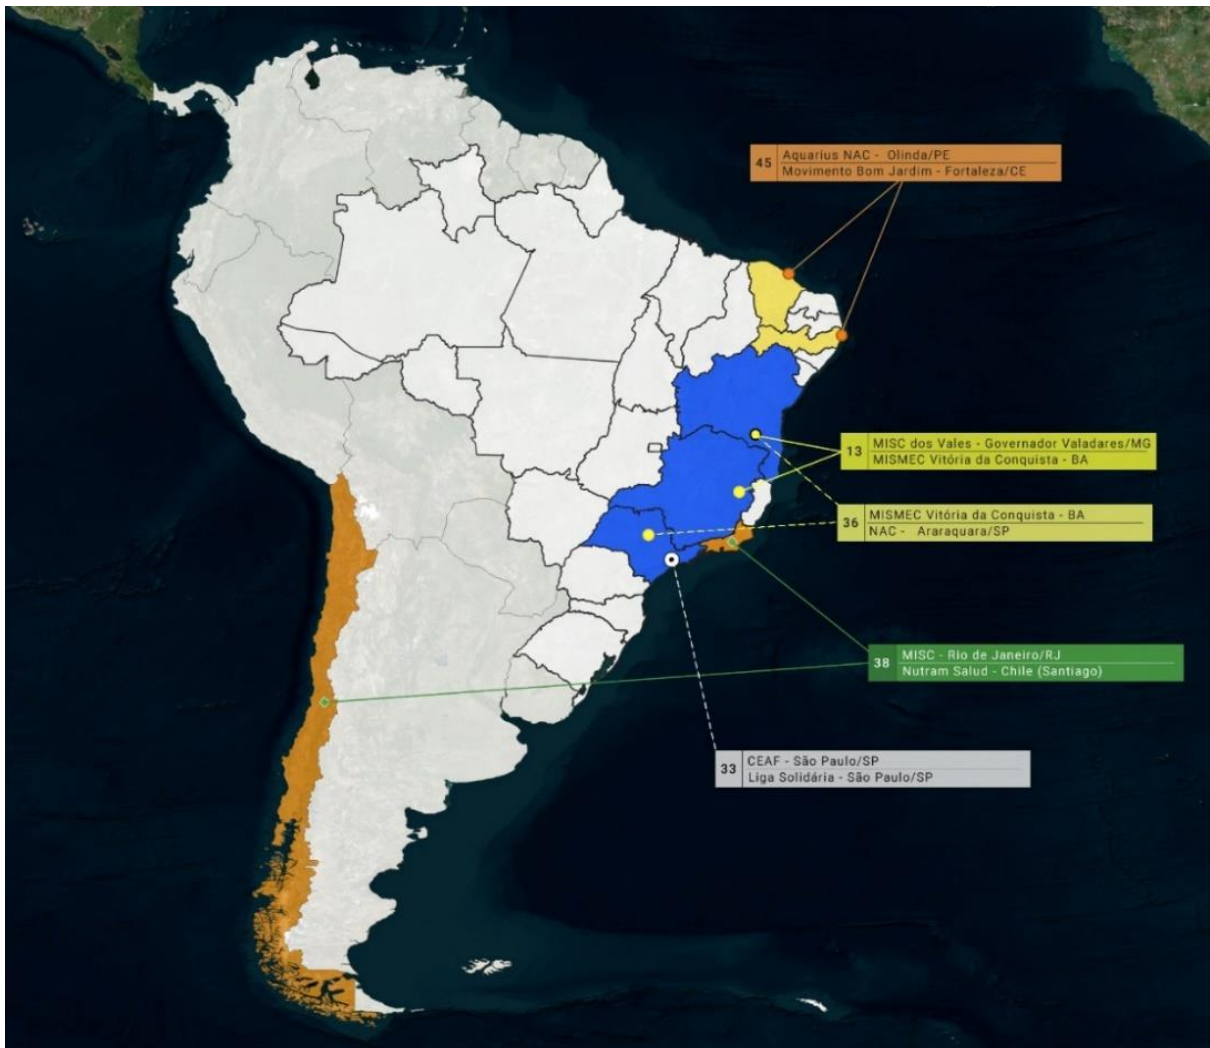 45
Aquarius NAC - Olinda/PE
Movimento Bom Jardim - Fortaleza/CE
13
MISC dos Vales - Governador Valadares/MG
MISMEC Vitória da Conquista - BA
36
MISMEC Vitória da Conquista - BA
NAC - Araraquara/SP
38
MISC - Rio de Janeiro/RJ
Nutram Salud - Chile (Santiago)
33
CEAF - São Paulo/SP
Liga Solidária - São Paulo/SP